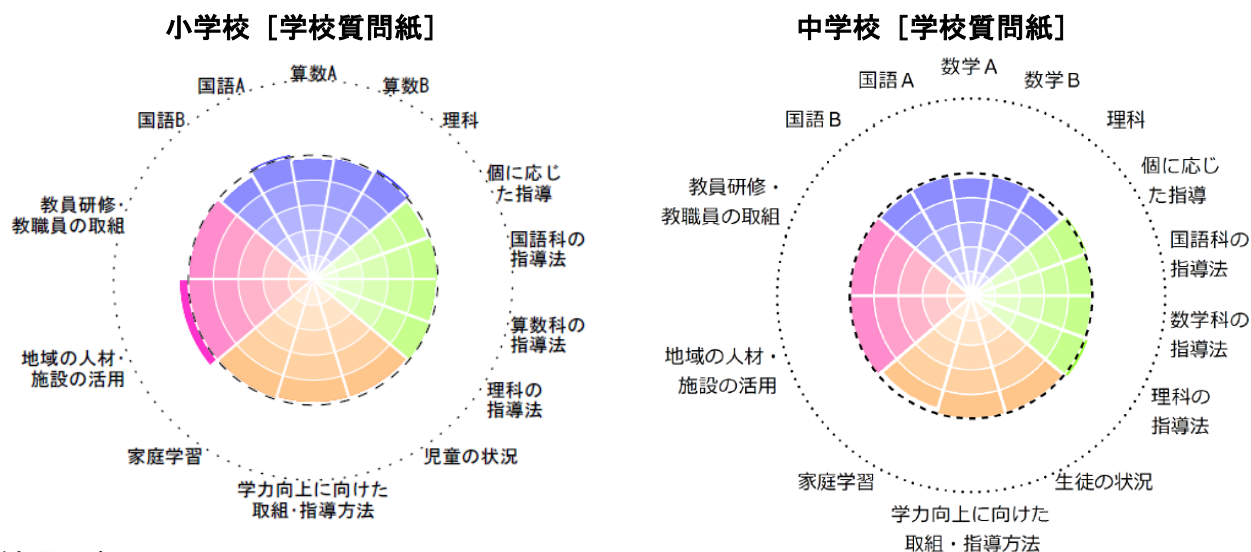 小学校［学校質問紙］
算数A
国語A
算数B
国語B
理科
個に応じ
た指導
教員研修・
教職員の取組
国語科の
指導法
算数科の
指導法
地域の人材・
施設の活用
理科の
指導法
家庭学習
児童の状況
学力向上に向けた
取組・指導方法
中学校［学校質問紙］
数学Ａ
国語Ａ
数学Ｂ
国語Ｂ
理科
個に応じ
た指導
教員研修・
教職員の取組
国語科の
指導法
数学科の
指導法
地域の人材・
施設の活用
理科の
指導法
家庭学習
生徒の状況
学力向上に向けた
取組・指導方法